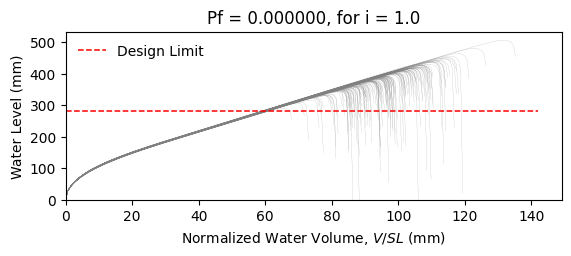 Pf = 0.000000, for i = 1.0
Design Limit
Water Level (mm)
500
400
300
200
100
0
0 20 40 60 80 100 120 140
Normalized Water Volume, V/SL (mm)